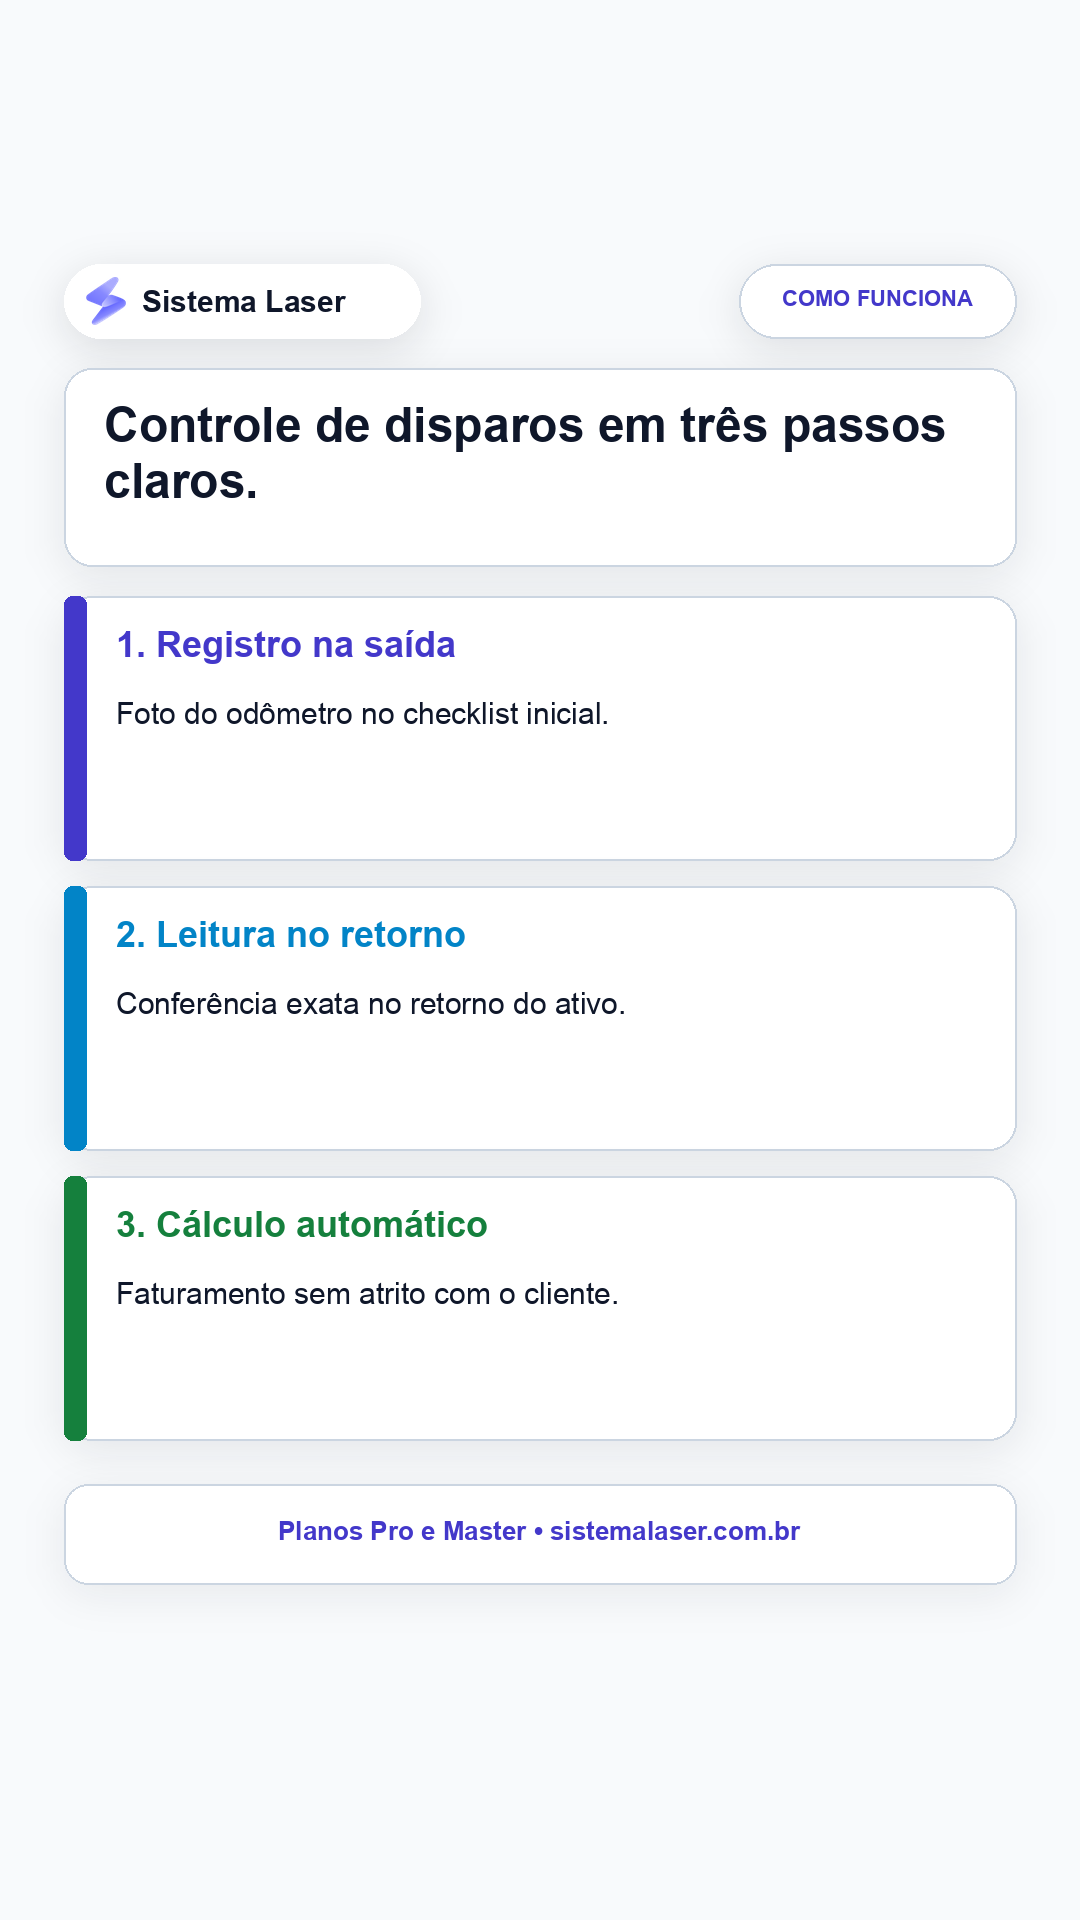 Sistema Laser
COMO FUNCIONA
Controle de disparos em três passos
claros.
1. Registro na saída
Foto do odômetro no checklist inicial.
2. Leitura no retorno
Conferência exata no retorno do ativo.
3. Cálculo automático
Faturamento sem atrito com o cliente.
Planos Pro e Master • sistemalaser.com.br